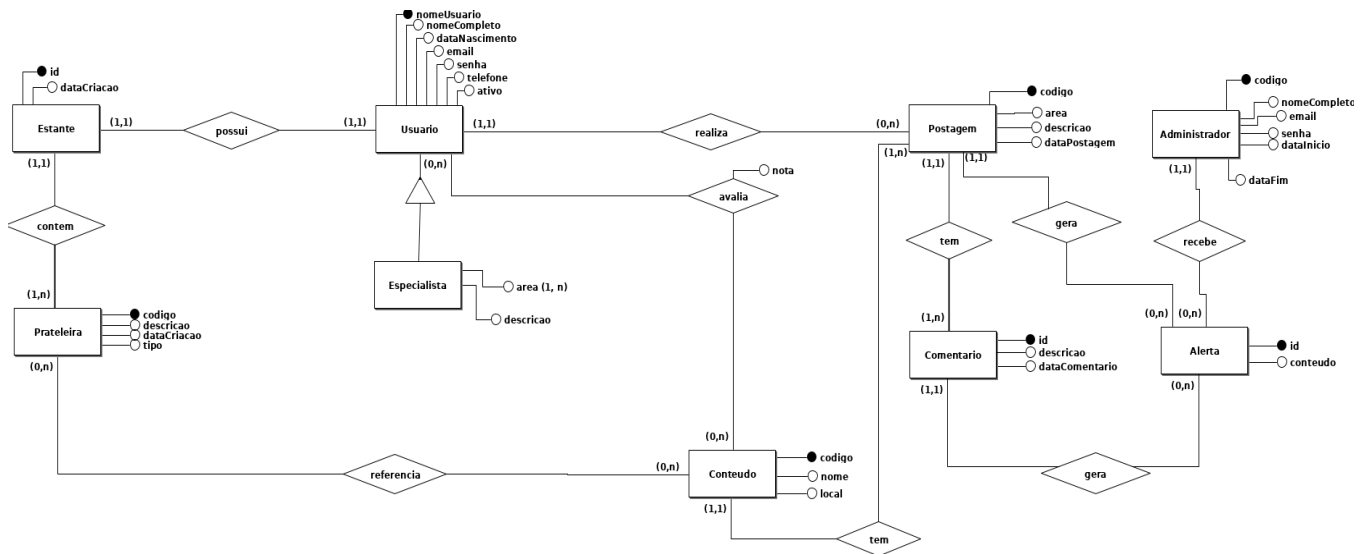 nomeUsuario
nomeCompleto
dataNascimento
email
senha
telefone
ativo
id
dataCriacao
Estante
(1,1)
possui
(1,1)
Usuario
(1,1)
realiza
(0,n)
codigo
area
descricao
dataPostagem
Postagem
(1,n)
(1,1)
(1,1)
codigo
nomeCompleto
email
senha
dataInicio
dataFim
Administrador
(1,1)
(1,1)
(0,n)
nota
avalia
contem
tem
gera
recebe
Especialista
area (1, n)
descricao
(1,n)
Prateleira
codigo
descricao
dataCriacao
tipo
(0,n)
(1,n)
Comentario
id
descricao
dataComentario
(1,1)
(0,n)
(0,n)
Alerta
id
conteudo
(0,n)
referencia
(0,n)
(0,n)
Conteudo
codigo
nome
local
(1,1)
tem
gera